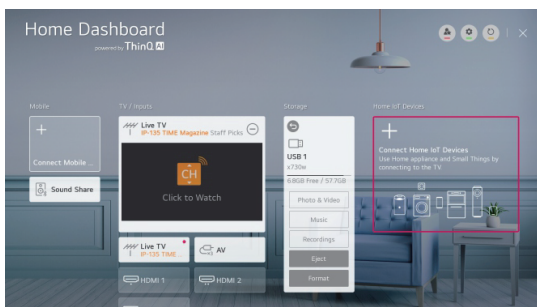 Home Dashboard
powered by ThinQ AI
Mobile
TV / Inputs
Storage
Home IoT Devices
Connect Mobile ...
Sound Share
Live TV
IP-135 TIME Magazine Staff Picks
CH
Click to Watch
Live TV
IP-135 TIME ...
AV
HDMI 1
HDMI 2
USB 1
x730w
6.8GB Free / 57.7GB
Photo & Video
Music
Recordings
Eject
Format
Connect Home IoT Devices
Use Home appliance and Smart Things by
connecting to the TV.